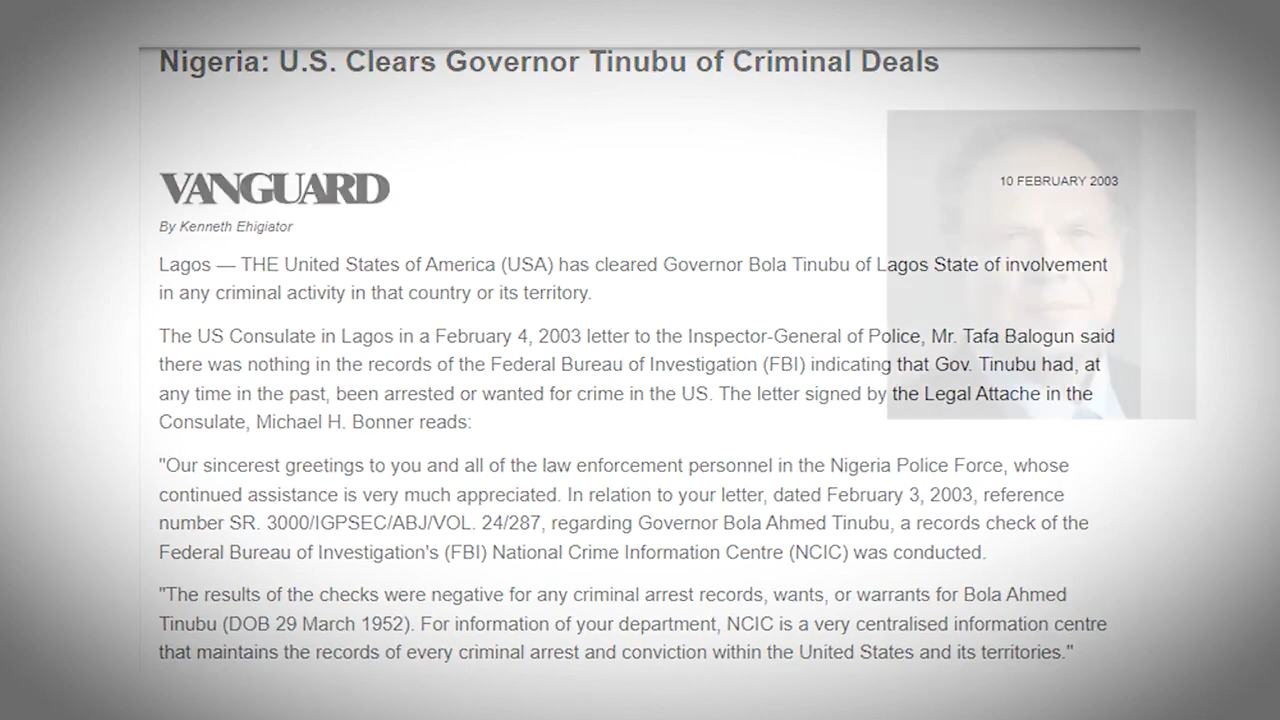 Nigeria: U.S. Clears Governor Tinubu of Criminal Deals
VANGUARD
10 FEBRUARY 2003
By Kenneth Ehigiator
Lagos — THE United States of America (USA) has cleared Governor Bola Tinubu of Lagos State of involvement
in any criminal activity in that country or its territory.
The US Consulate in Lagos in a February 4, 2003 letter to the Inspector-General of Police, Mr. Tafa Balogun said
there was nothing in the records of the Federal Bureau of Investigation (FBI) indicating that Gov. Tinubu had, at
any time in the past, been arrested or wanted for crime in the US. The letter signed by the Legal Attache in the
Consulate, Michael H. Bonner reads:
"Our sincerest greetings to you and all of the law enforcement personnel in the Nigeria Police Force, whose
continued assistance is very much appreciated. In relation to your letter, dated February 3, 2003, reference
number SR. 3000/IGPSEC/ABJ/VOL. 24/287, regarding Governor Bola Ahmed Tinubu, a records check of the
Federal Bureau of Investigation's (FBI) National Crime Information Centre (NCIC) was conducted.
"The results of the checks were negative for any criminal arrest records, wants, or warrants for Bola Ahmed
Tinubu (DOB 29 March 1952). For information of your department, NCIC is a very centralised information centre
that maintains the records of every criminal arrest and conviction within the United States and its territories."